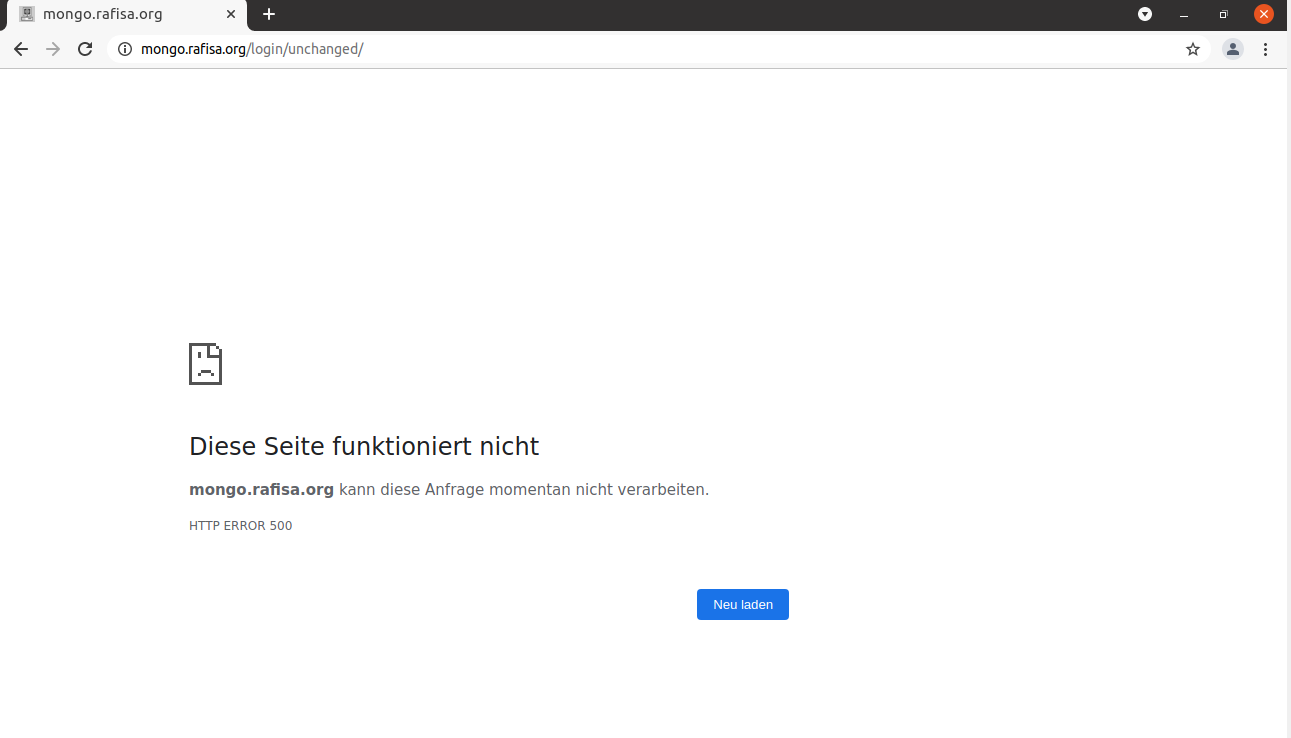 mongo.rafisa.org
mongo.rafisa.org/login/unchanged/
Diese Seite funktioniert nicht
mongo.rafisa.org kann diese Anfrage momentan nicht verarbeiten.
HTTP ERROR 500
Neu laden